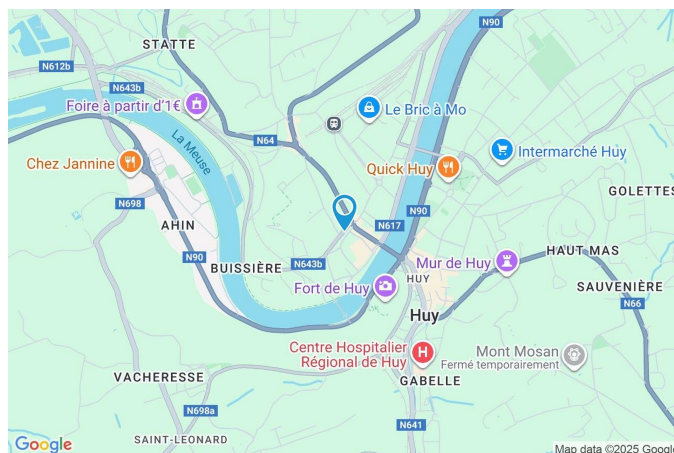 N90
STATTE
N612b
N643b
Foire à partir d'1€
Le Bric à Mo
La Meuse
N64
Chez Jannine
Quick Huy
Intermarché Huy
GOLETTES
N698
N90
AHIN
N617
N90
BUISSIÈRE
N643b
HUY
Mur de Huy
HAUT MAS
Fort de Huy
SAUVENIÈRE
N66
Huy
Centre Hospitalier
Régional de Huy
H
Mont Mosan
Fermé temporairement
VACHERESSE
GABELLE
N698a
N641
SAINT-LEONARD
Google
Map data ©2025 Google